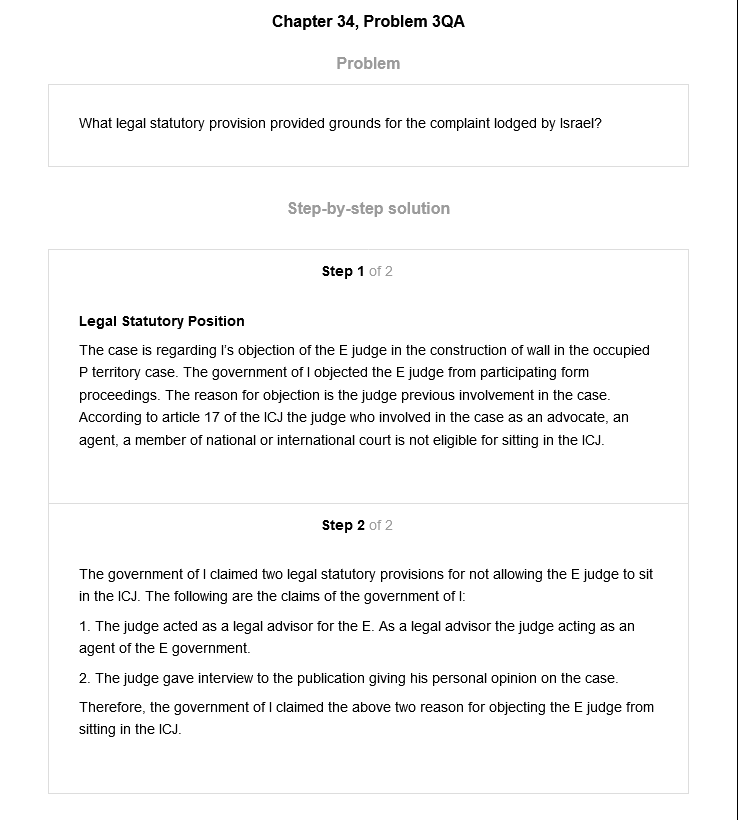 Chapter 34, Problem 3QA
Problem
What legal statutory provision provided grounds for the complaint lodged by Israel?
Step-by-step solution
Step 1 of 2
Legal Statutory Position
The case is regarding I's objection of the E judge in the construction of wall in the occupied
P territory case. The government of I objected the E judge from participating form
proceedings. The reason for objection is the judge previous involvement in the case.
According to article 17 of the ICJ the judge who involved in the case as an advocate, an
agent, a member of national or international court is not eligible for sitting in the ICJ.
Step 2 of 2
The government of I claimed two legal statutory provisions for not allowing the E judge to sit
in the ICJ. The following are the claims of the government of I:
1. The judge acted as a legal advisor for the E. As a legal advisor the judge acting as an
agent of the E government.
2. The judge gave interview to the publication giving his personal opinion on the case.
Therefore, the government of I claimed the above two reason for objecting the E judge from
sitting in the ICJ.